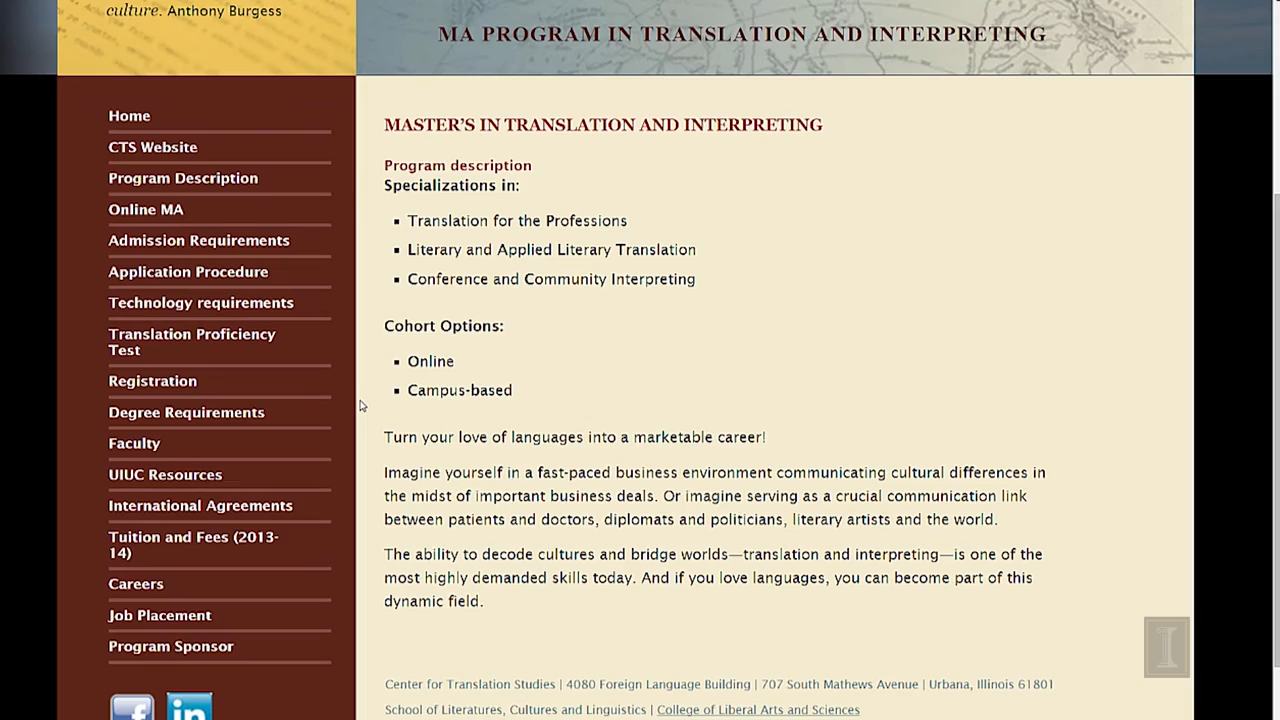 culture. Anthony Burgess
MA PROGRAM IN TRANSLATION AND INTERPRETING
Home
CTS Website
Program Description
Online MA
Admission Requirements
Application Procedure
Technology requirements
Translation Proficiency
Test
Registration
Degree Requirements
Faculty
UIUC Resources
International Agreements
Tuition and Fees (2013-
14)
Careers
Job Placement
Program Sponsor
MASTER'S IN TRANSLATION AND INTERPRETING
Program description
Specializations in:
Translation for the Professions
Literary and Applied Literary Translation
Conference and Community Interpreting
Cohort Options:
Online
Campus-based
Turn your love of languages into a marketable career!
Imagine yourself in a fast-paced business environment communicating cultural differences in
the midst of important business deals. Or imagine serving as a crucial communication link
between patients and doctors, diplomats and politicians, literary artists and the world.
The ability to decode cultures and bridge worlds—translation and interpreting—is one of the
most highly demanded skills today. And if you love languages, you can become part of this
dynamic field.
Center for Translation Studies | 4080 Foreign Language Building | 707 South Mathews Avenue | Urbana, Illinois 61801
School of Literatures, Cultures and Linguistics | College of Liberal Arts and Sciences
f
in
I